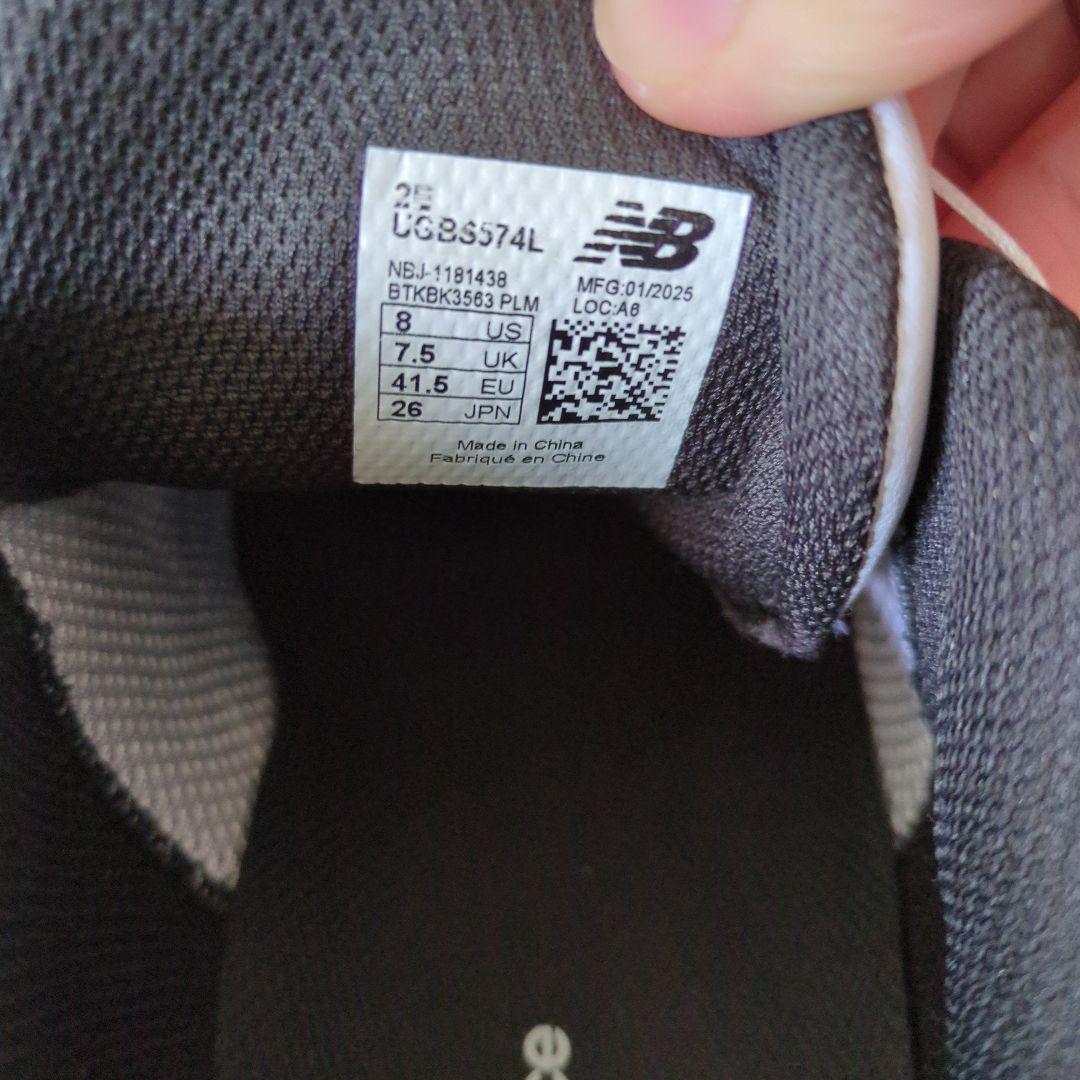 2E
UGBS574L
NB
NBJ-1181438
BTKBK3563 PLM
MFG:01/2025
LOC:A6
8 US
7.5 UK
41.5 EU
26 JPN
Made in China
Fabriqué en Chine